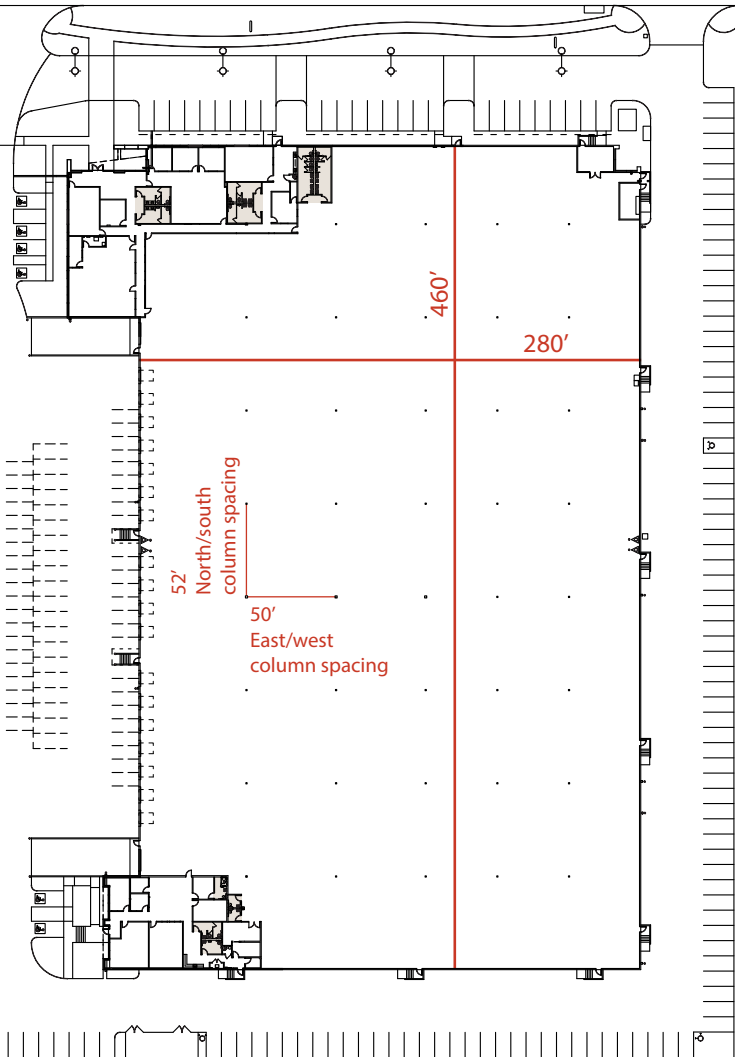 460’
280’
52’
North/south
column spacing
50’
East/west
column spacing